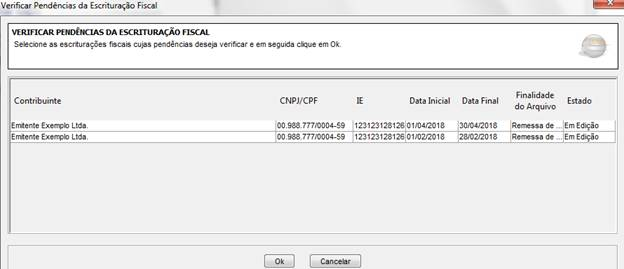 Verificar Pendências da Escrituração Fiscal
VERIFICAR PENDÊNCIAS DA ESCRITURAÇÃO FISCAL
Selecione as escriturações fiscais cujas pendências deseja verificar e em seguida clique em Ok.
Contribuinte CNPJ/CPF IE Data Inicial Data Final Finalidade do Arquivo Estado
Emitente Exemplo Ltda. 00.988.777/0004-59 123123128126 01/04/2018 30/04/2018 Remessa de ... Em Edição
Emitente Exemplo Ltda. 00.988.777/0004-59 123123128126 01/02/2018 28/02/2018 Remessa de ... Em Edição
Ok Cancelar